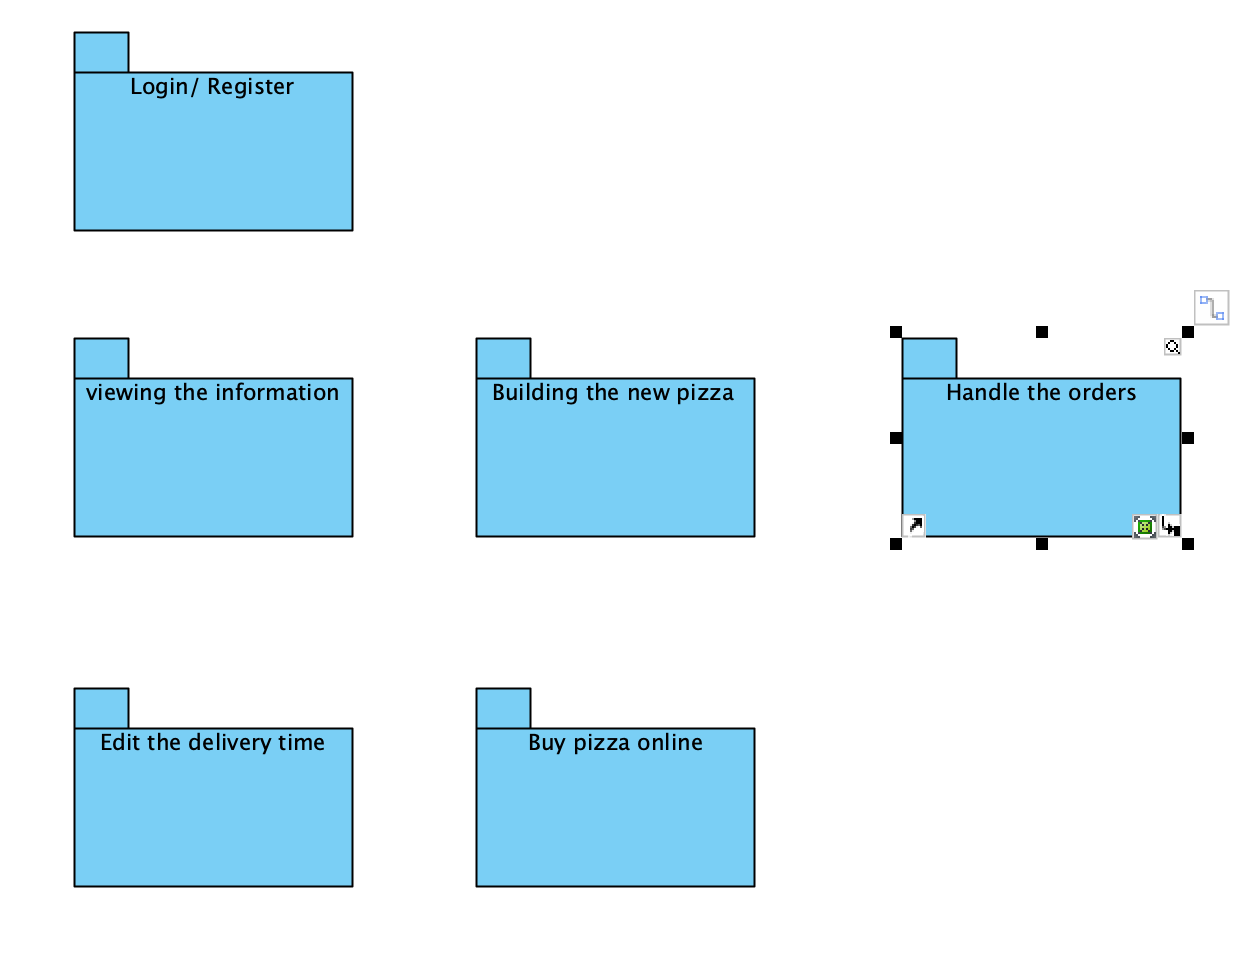 Login/ Register
viewing the information
Building the new pizza
Handle the orders
Edit the delivery time
Buy pizza online